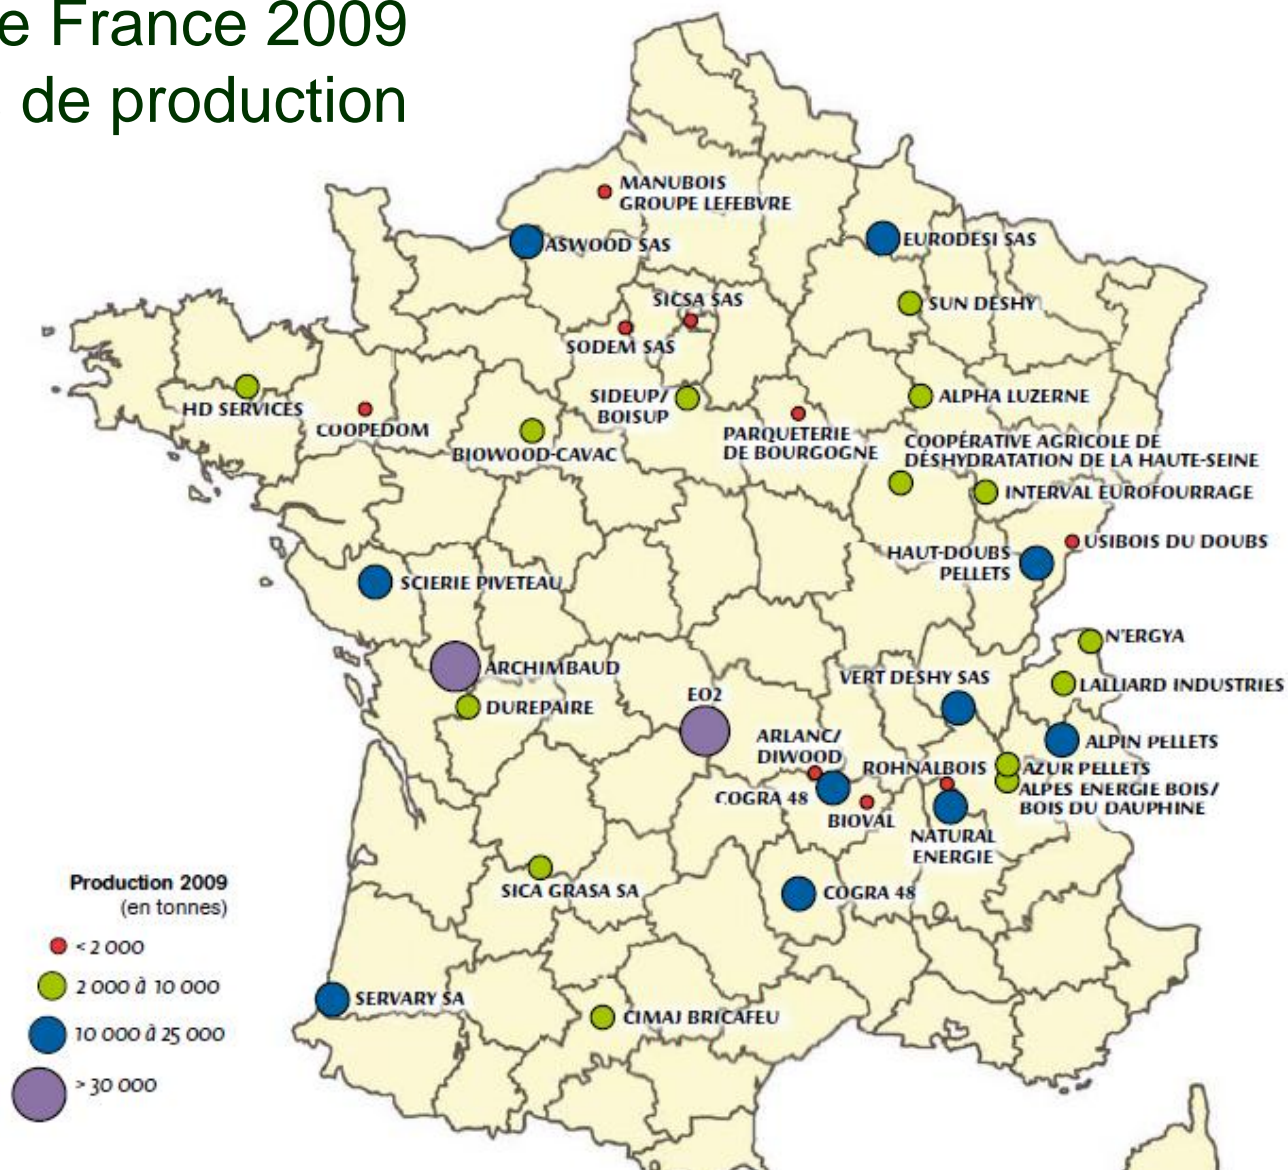 e France 2009
de production
MANUBOIS
GROUPE LEFEBVRE
ASWOOD SAS
EURODESI SAS
SICSA SAS
SUN DESHY
SODEM SAS
HD SERVICES
COOPEDOM
SIDEUP/
BOISUP
ALPHA LUZERNE
BIOWOOD-CAVAC
PARQUETERIE
DE BOURGOGNE
COOPÉRATIVE AGRICOLE DE
DÉSHYDRATATION DE LA HAUTE-SEINE
INTERVAL EUROFOURRAGE
USIBOIS DU DOUBS
HAUT-DOUBS
PELLETS
SCIERIE PIVETEAU
N'ERGYA
ARCHIMBAUD
VERT DESHY SAS
LALLIARD INDUSTRIES
EO2
DUREPAIRE
ARLANC/
DIWOOD
ALPIN PELLETS
ROHNALBOIS
AZUR PELLETS
COGRA 48
ALPES ENERGIE BOIS/
BOIS DU DAUPHINE
BIOVAL
NATURAL
ENERGIE
SICA GRASA SA
COGRA 48
SERVARY SA
CIMAJ BRICAFEU
Production 2009
(en tonnes)
< 2 000
2 000 à 10 000
10 000 à 25 000
> 30 000